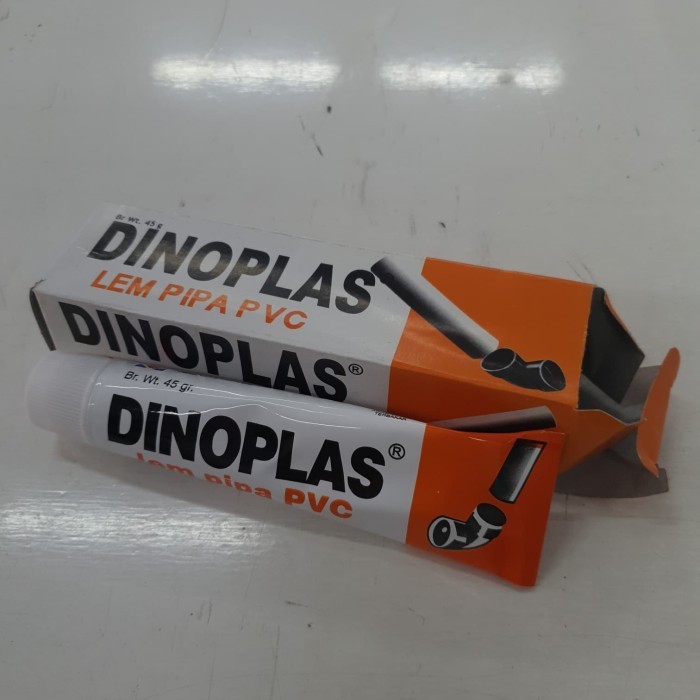 Br. Wt. 45 g
DINOPLAS
LEM PIPA PVC
DINOPLAS®
Br. Wt. 45 gr.
DINOPLAS®
lem pipa PVC